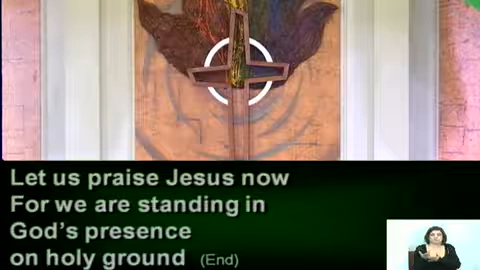 Let us praise Jesus now
For we are standing in
God's presence
on holy ground (End)